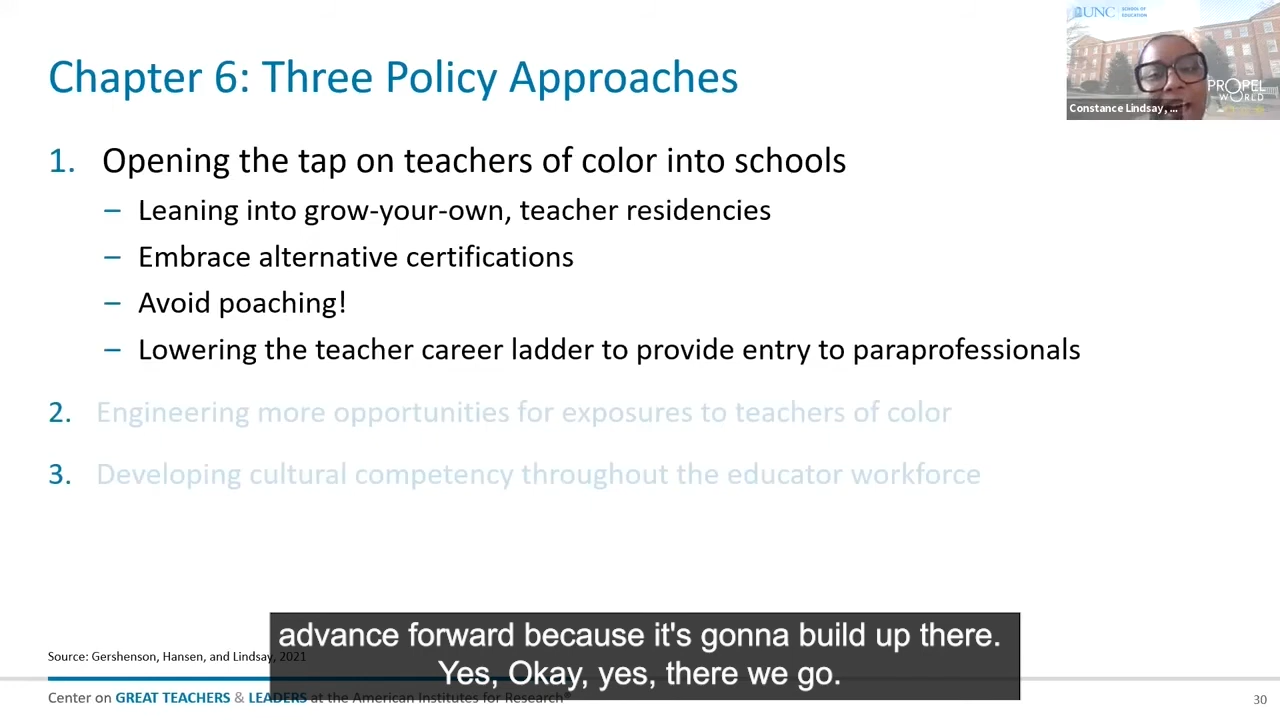 UNC SCHOOL OF EDUCATION
PROPEL
WORLD
Constance Lindsay, ...
Chapter 6: Three Policy Approaches
1. Opening the tap on teachers of color into schools
– Leaning into grow-your-own, teacher residencies
– Embrace alternative certifications
– Avoid poaching!
– Lowering the teacher career ladder to provide entry to paraprofessionals
2. Engineering more opportunities for exposures to teachers of color
3. Developing cultural competency throughout the educator workforce
advance forward because it's gonna build up there.
Yes, Okay, yes, there we go.
Source: Gershenson, Hansen, and Lindsay, 2021
Center on GREAT TEACHERS & LEADERS at the American Institutes for Research®
30